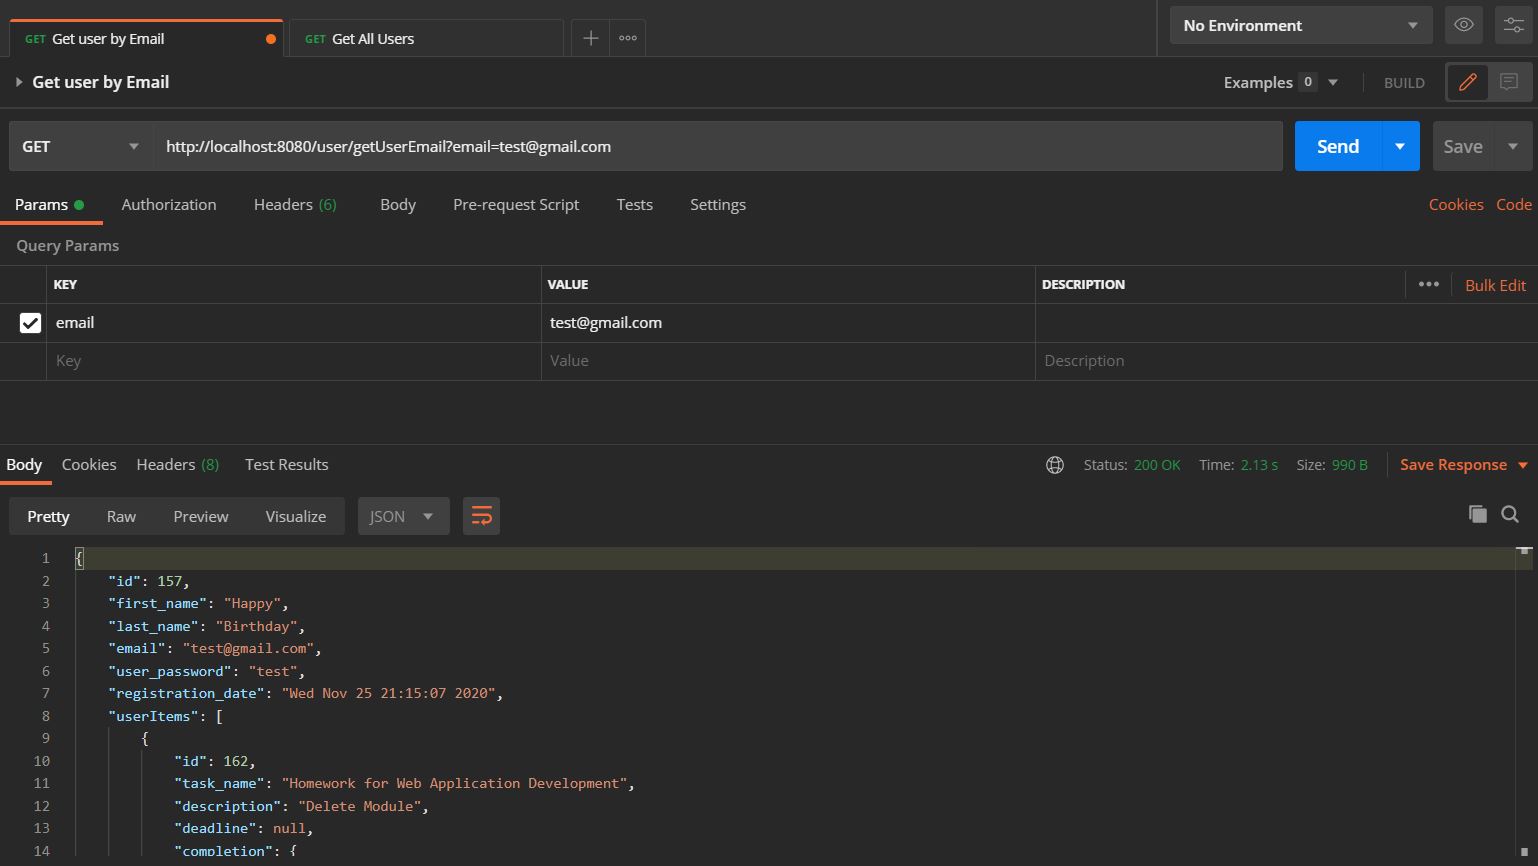 GET Get user by Email GET Get All Users No Environment
Get user by Email Examples 0 BUILD
GET http://localhost:8080/user/getUserEmail?email=test@gmail.com Send Save
Params Authorization Headers (6) Body Pre-request Script Tests Settings Cookies Code
Query Params
KEY VALUE DESCRIPTION Bulk Edit
email test@gmail.com
Key Value Description
Body Cookies Headers (8) Test Results Status: 200 OK Time: 2.13 s Size: 990 B Save Response
Pretty Raw Preview Visualize JSON
1 {
2 "id": 157,
3 "first_name": "Happy",
4 "last_name": "Birthday",
5 "email": "test@gmail.com",
6 "user_password": "test",
7 "registration_date": "Wed Nov 25 21:15:07 2020",
8 "userItems": [
9 {
10 "id": 162,
11 "task_name": "Homework for Web Application Development",
12 "description": "Delete Module",
13 "deadline": null,
14 "completion": {